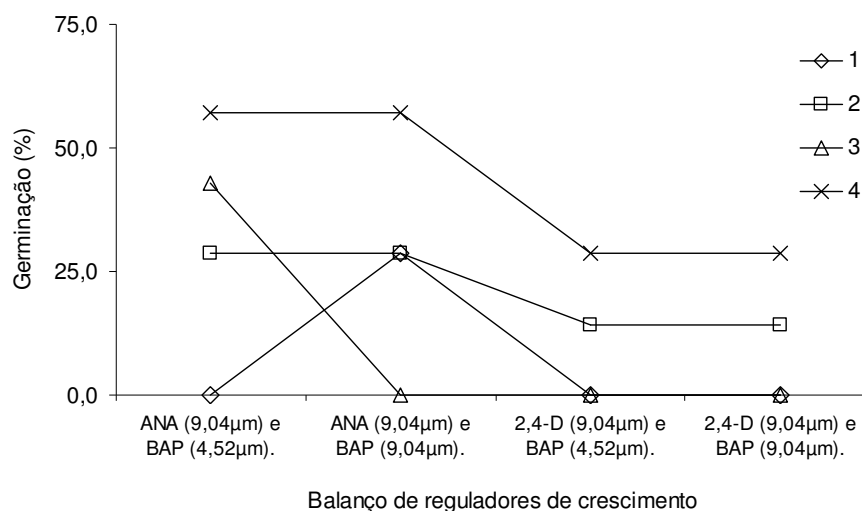 75,0
50,0
25,0
0,0
Germinação (%)
1
2
3
4
ANA (9,04µm) e
BAP (4,52µm).
ANA (9,04µm) e
BAP (9,04µm).
2,4-D (9,04µm) e
BAP (4,52µm).
2,4-D (9,04µm) e
BAP (9,04µm).
Balanço de reguladores de crescimento